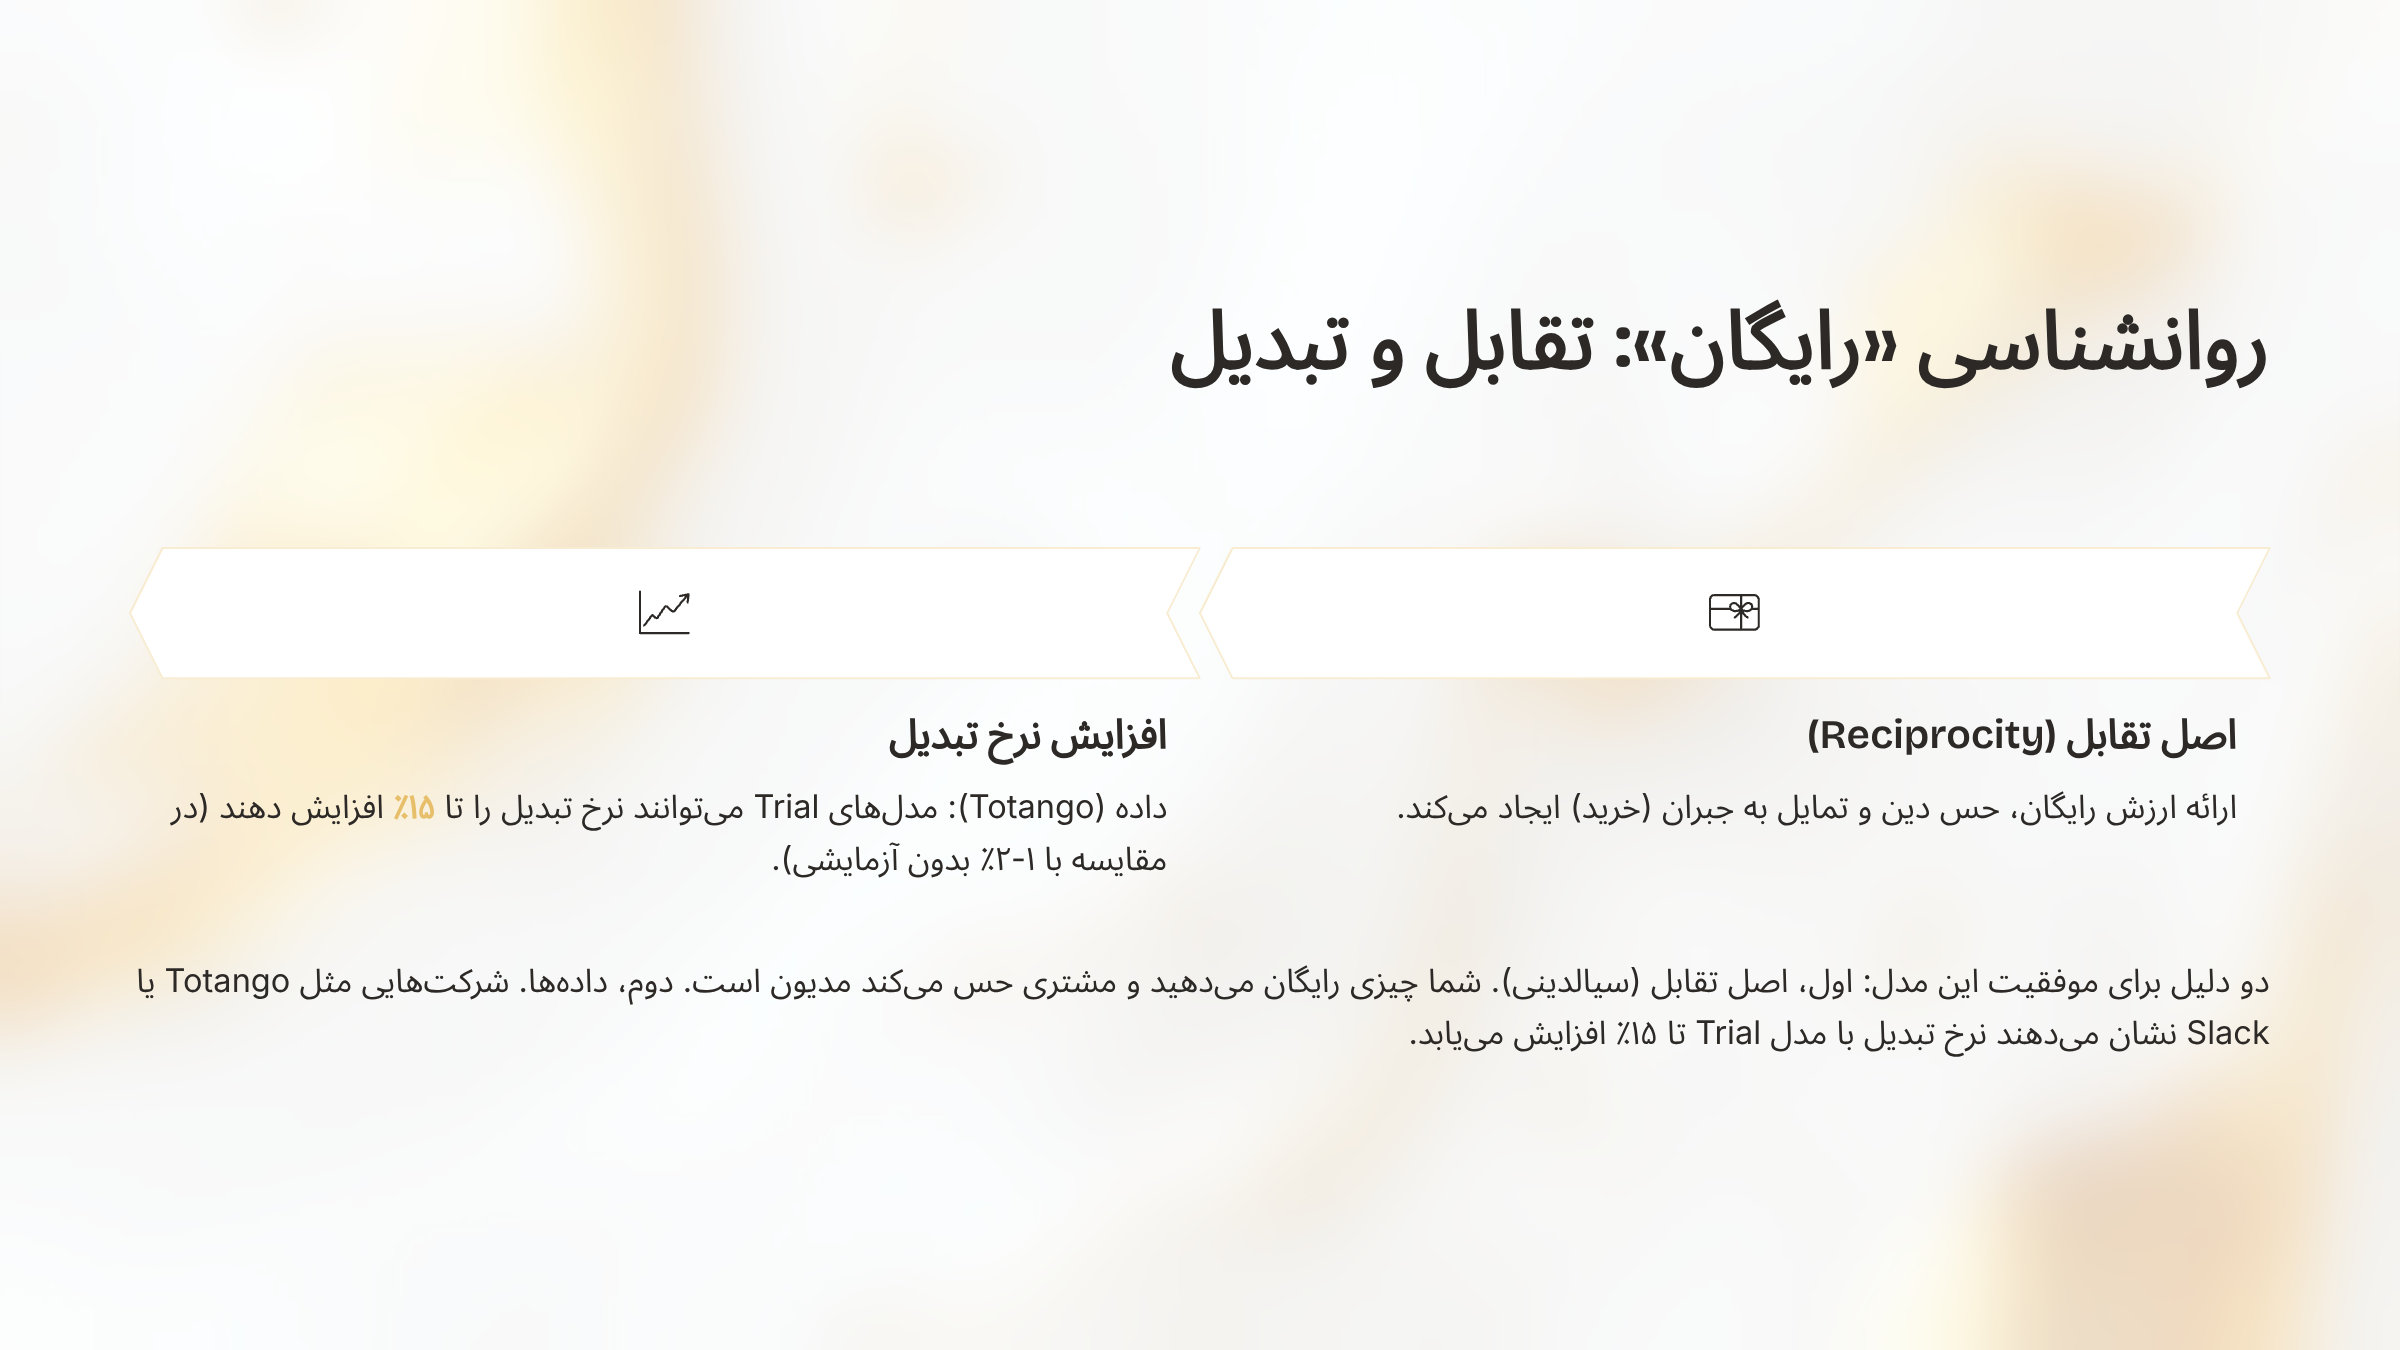 روانشناسی «رایگان»: تقابل و تبدیل
اصل تقابل (Reciprocity)
ارائه ارزش رایگان، حس دین و تمایل به جبران (خرید) ایجاد می‌کند.
افزایش نرخ تبدیل
داده (Totango): مدل‌های Trial می‌توانند نرخ تبدیل را تا ۱۵٪ افزایش دهند (در
مقایسه با ۱-۲٪ بدون آزمایشی).
دو دلیل برای موفقیت این مدل: اول، اصل تقابل (سیالدینی). شما چیزی رایگان می‌دهید و مشتری حس می‌کند مدیون است. دوم، داده‌ها. شرکت‌هایی مثل Totango یا
Slack نشان می‌دهند نرخ تبدیل با مدل Trial تا ۱۵٪ افزایش می‌یابد.